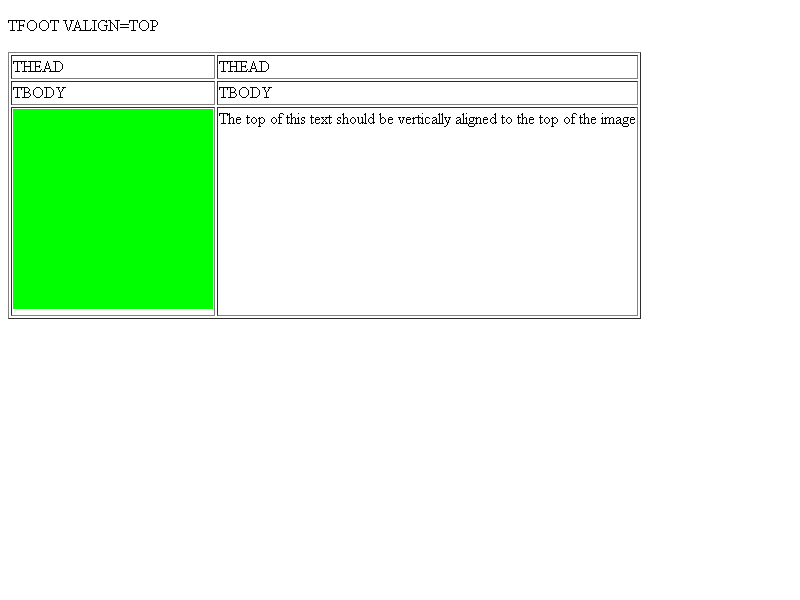 TFOOT VALIGN=TOP
THEAD THEAD
TBODY TBODY
The top of this text should be vertically aligned to the top of the image